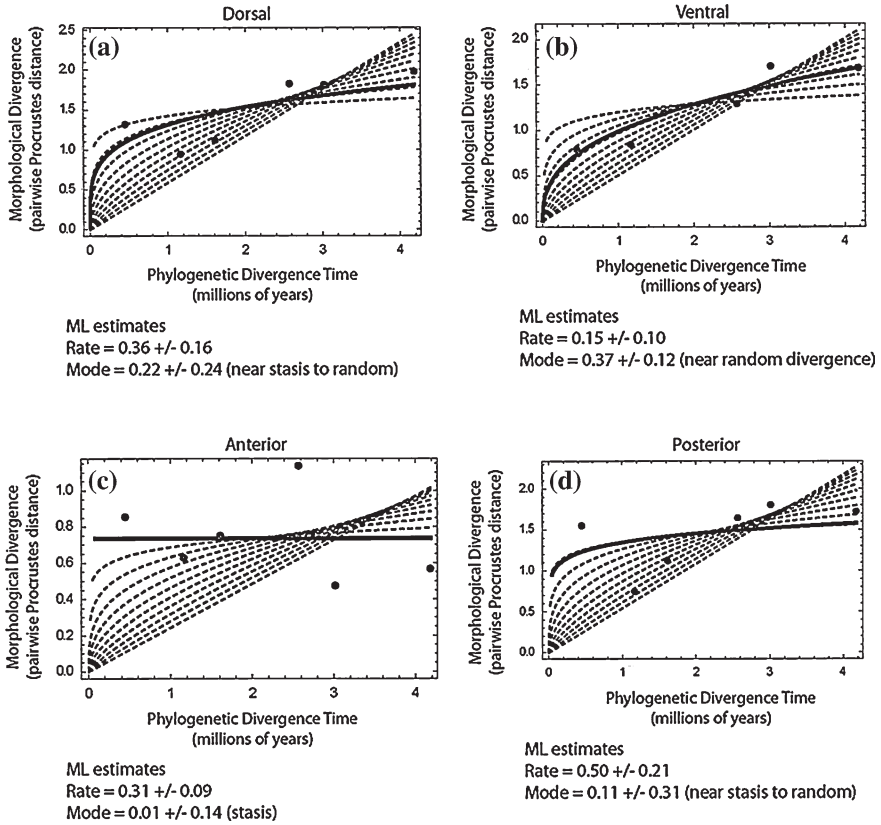 Dorsal
(a)
25
2.0
1.5
1.0
0.5
0.0
0 1 2 3 4
Morphological Divergence
(pairwise Procrustes distance)
Phylogenetic Divergence Time
(millions of years)
ML estimates
Rate = 0.36 +/- 0.16
Mode = 0.22 +/- 0.24 (near stasis to random)
Ventral
(b)
2.0
1.5
1.0
0.5
0.0
0 1 2 3 4
Morphological Divergence
(pairwise Procrustes distance)
Phylogenetic Divergence Time
(millions of years)
ML estimates
Rate = 0.15 +/- 0.10
Mode = 0.37 +/- 0.12 (near random divergence)
Anterior
(c)
1.0
0.8
0.6
0.4
0.2
0.0
0 1 2 3 4
Morphological Divergence
(pairwise Procrustes distance)
Phylogenetic Divergence Time
(millions of years)
ML estimates
Rate = 0.31 +/- 0.09
Mode = 0.01 +/- 0.14 (stasis)
Posterior
(d)
2.0
1.5
1.0
0.5
0.0
0 1 2 3 4
Morphological Divergence
(pairwise Procrustes distance)
Phylogenetic Divergence Time
(millions of years)
ML estimates
Rate = 0.50 +/- 0.21
Mode = 0.11 +/- 0.31 (near stasis to random)